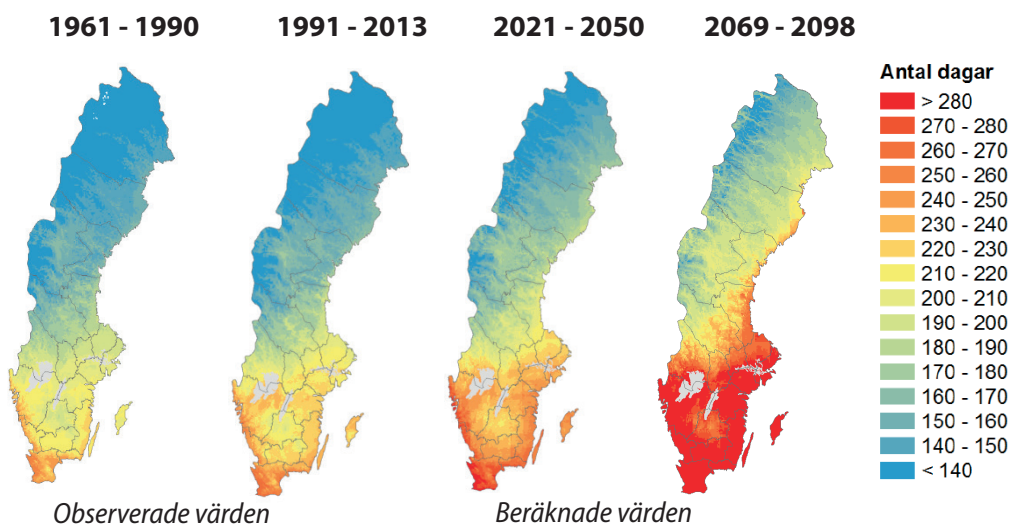 1961 - 1990
1991 - 2013
2021 - 2050
2069 - 2098
Antal dagar
> 280
270 - 280
260 - 270
250 - 260
240 - 250
230 - 240
220 - 230
210 - 220
200 - 210
190 - 200
180 - 190
170 - 180
160 - 170
150 - 160
140 - 150
< 140
Observerade värden
Beräknade värden